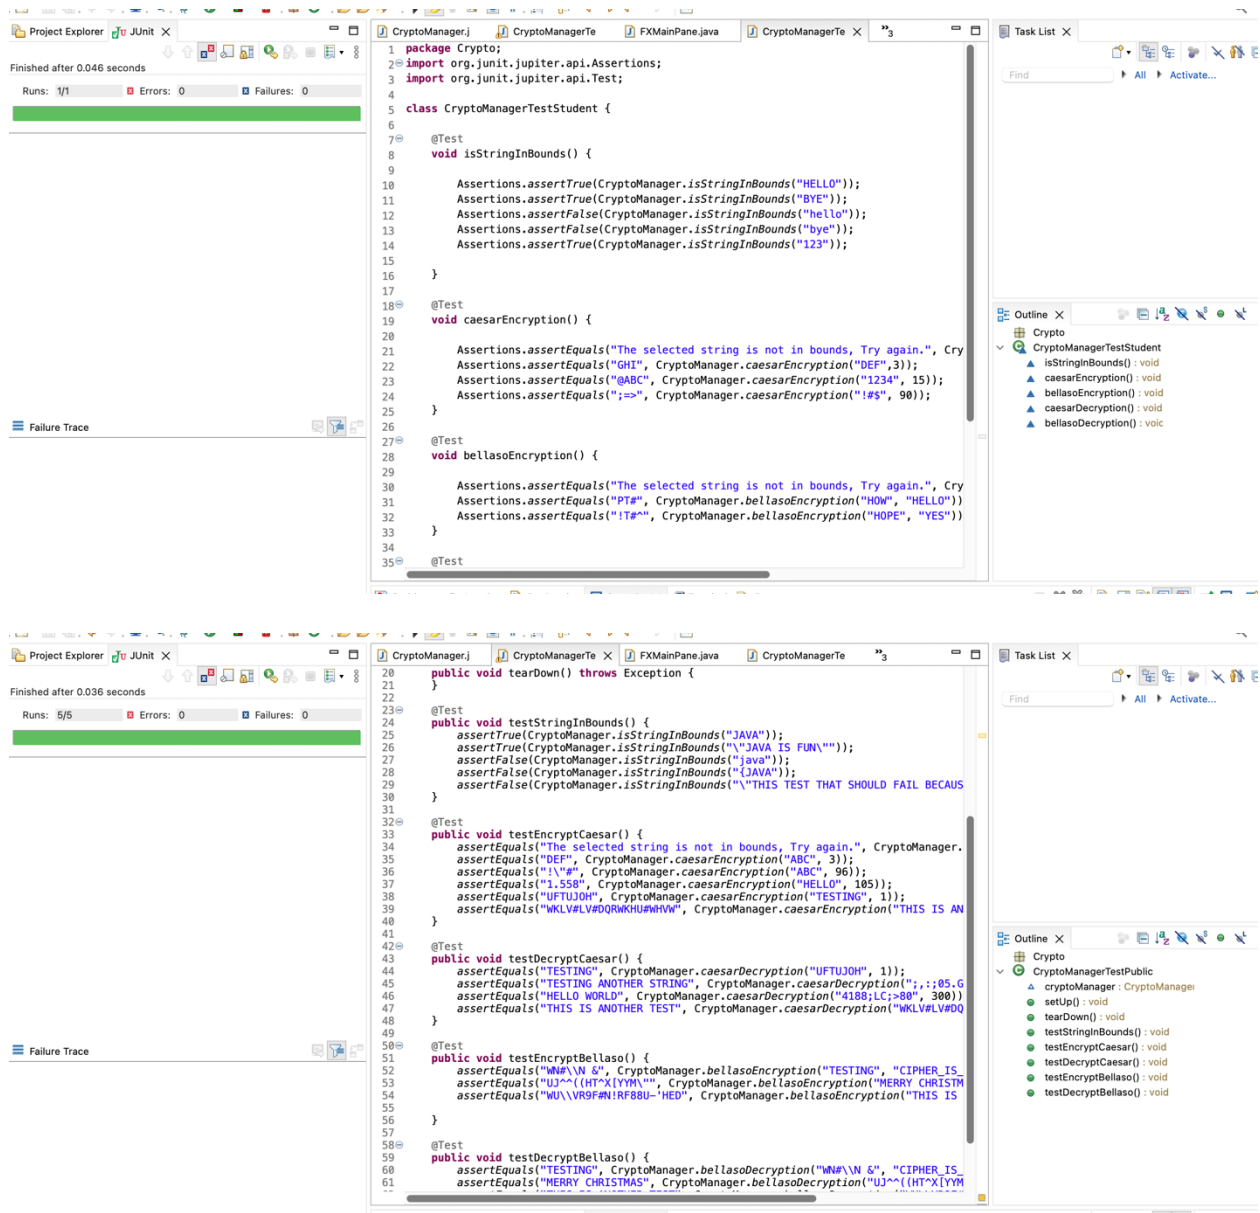 Project Explorer JUnit
CryptoManager.j CryptoManagerTe FXMainPane.java CryptoManagerTe »3
Task List
Finished after 0.046 seconds
Runs: 1/1 Errors: 0 Failures: 0
Find All Activate...
1 package Crypto;
2 import org.junit.jupiter.api.Assertions;
3 import org.junit.jupiter.api.Test;
4
5 class CryptoManagerTestStudent {
6
7 @Test
8 void isStringInBounds() {
9
10 Assertions.assertTrue(CryptoManager.isStringInBounds("HELLO"));
11 Assertions.assertTrue(CryptoManager.isStringInBounds("BYE"));
12 Assertions.assertFalse(CryptoManager.isStringInBounds("hello"));
13 Assertions.assertFalse(CryptoManager.isStringInBounds("bye"));
14 Assertions.assertTrue(CryptoManager.isStringInBounds("123"));
15
16 }
17
18 @Test
19 void caesarEncryption() {
20
21 Assertions.assertEquals("The selected string is not in bounds, Try again.", Cry
22 Assertions.assertEquals("GHI", CryptoManager.caesarEncryption("DEF",3));
23 Assertions.assertEquals("@ABC", CryptoManager.caesarEncryption("1234", 15));
24 Assertions.assertEquals(";=>", CryptoManager.caesarEncryption("!#$", 90));
25 }
26
27 @Test
28 void bellasoEncryption() {
29
30 Assertions.assertEquals("The selected string is not in bounds, Try again.", Cry
31 Assertions.assertEquals("PT#", CryptoManager.bellasoEncryption("HOW", "HELLO"))
32 Assertions.assertEquals("!T#^", CryptoManager.bellasoEncryption("HOPE", "YES"))
33 }
34
35 @Test
Outline
Crypto
CryptoManagerTestStudent
isStringInBounds() : void
caesarEncryption() : void
bellasoEncryption() : void
caesarDecryption() : void
bellasoDecryption() : voic
Failure Trace
Project Explorer JUnit
CryptoManager.j CryptoManagerTe FXMainPane.java CryptoManagerTe »3
Task List
Finished after 0.036 seconds
Runs: 5/5 Errors: 0 Failures: 0
Find All Activate...
20 public void tearDown() throws Exception {
21 }
22
23 @Test
24 public void testStringInBounds() {
25 assertTrue(CryptoManager.isStringInBounds("JAVA"));
26 assertTrue(CryptoManager.isStringInBounds("\"JAVA IS FUN\""));
27 assertFalse(CryptoManager.isStringInBounds("java"));
28 assertFalse(CryptoManager.isStringInBounds("{JAVA"));
29 assertFalse(CryptoManager.isStringInBounds("\"THIS TEST THAT SHOULD FAIL BECAUS
30 }
31
32 @Test
33 public void testEncryptCaesar() {
34 assertEquals("The selected string is not in bounds, Try again.", CryptoManager.
35 assertEquals("DEF", CryptoManager.caesarEncryption("ABC", 3));
36 assertEquals("!\"#", CryptoManager.caesarEncryption("ABC", 96));
37 assertEquals("1.558", CryptoManager.caesarEncryption("HELLO", 105));
38 assertEquals("UFTUJOH", CryptoManager.caesarEncryption("TESTING", 1));
39 assertEquals("WKLV#LV#DQRWKHU#WHVW", CryptoManager.caesarEncryption("THIS IS AN
40 }
41
42 @Test
43 public void testDecryptCaesar() {
44 assertEquals("TESTING", CryptoManager.caesarDecryption("UFTUJOH", 1));
45 assertEquals("TESTING ANOTHER STRING", CryptoManager.caesarDecryption(";,:;05.G
46 assertEquals("HELLO WORLD", CryptoManager.caesarDecryption("4188;LC;>80", 300))
47 assertEquals("THIS IS ANOTHER TEST", CryptoManager.caesarDecryption("WKLV#LV#DQ
48 }
49
50 @Test
51 public void testEncryptBellaso() {
52 assertEquals("WN#\\N &", CryptoManager.bellasoEncryption("TESTING", "CIPHER_IS_
53 assertEquals("UJ^^((HT^X[YYM\"", CryptoManager.bellasoEncryption("MERRY CHRISTM
54 assertEquals("WU\\VR9F#N!RF88U-'HED", CryptoManager.bellasoEncryption("THIS IS
55
56 }
57
58 @Test
59 public void testDecryptBellaso() {
60 assertEquals("TESTING", CryptoManager.bellasoDecryption("WN#\\N &", "CIPHER_IS_
61 assertEquals("MERRY CHRISTMAS", CryptoManager.bellasoDecryption("UJ^^((HT^X[YYM
Outline
Crypto
CryptoManagerTestPublic
cryptoManager : CryptoManager
setUp() : void
tearDown() : void
testStringInBounds() : void
testEncryptCaesar() : void
testDecryptCaesar() : void
testEncryptBellaso() : void
testDecryptBellaso() : void
Failure Trace